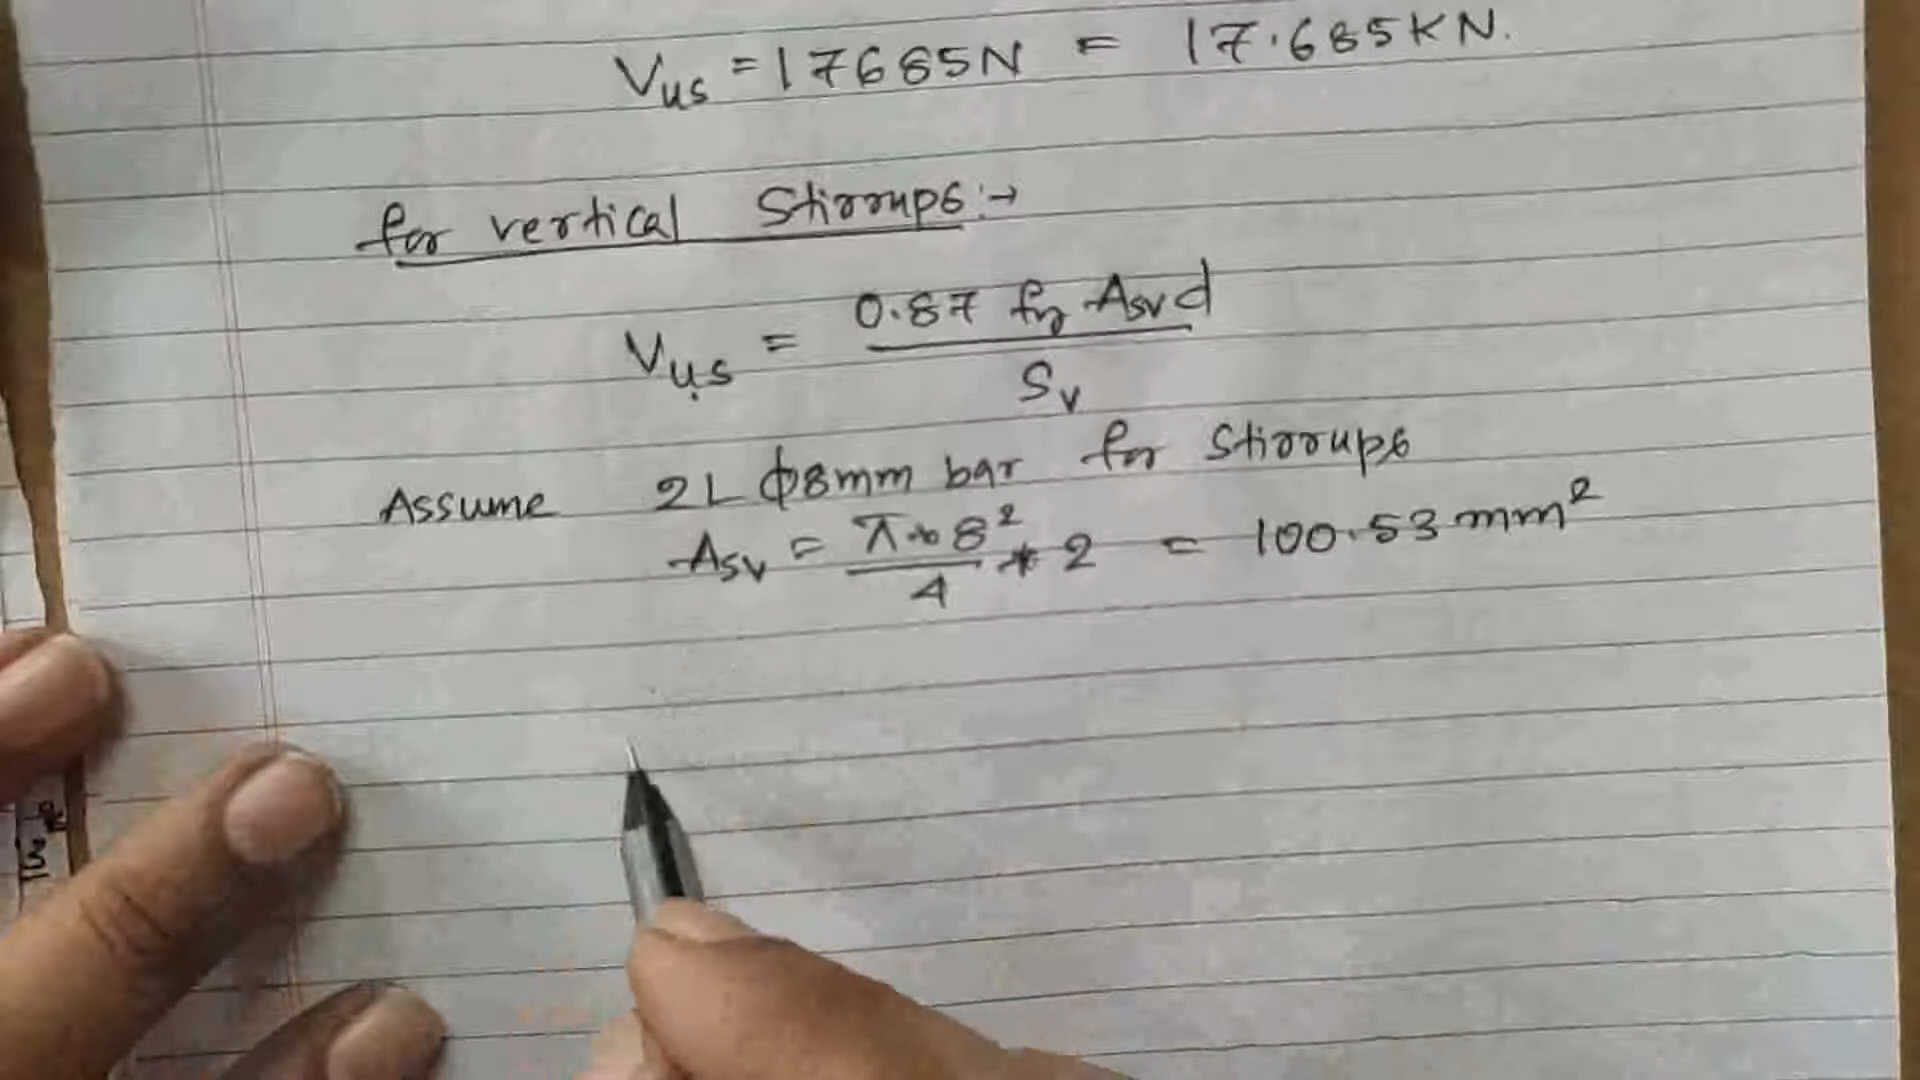 Vus = 17685N = 17.685KN.
for vertical Stirrups:→
Vus = 0.87 fy Asv d / Sv
Assume 2L ϕ8mm bar for Stirrups
Asv = π*8² / 4 * 2 = 100.53 mm²